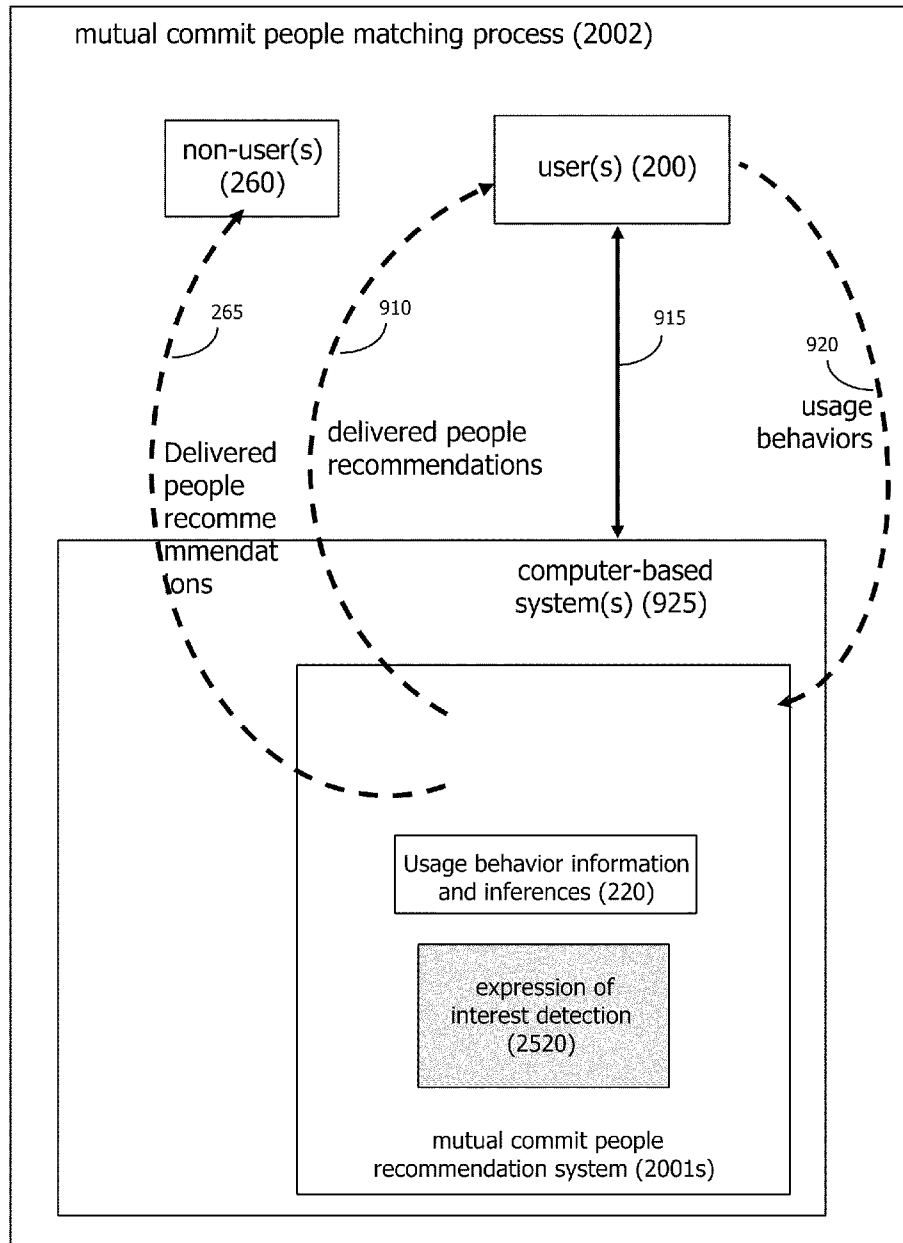 mutual commit people matching process (2002)
non-user(s)
(260)
user(s) (200)
265
910
915
920
usage
behaviors
delivered people
recommendations
Delivered
people
recomme
mmendat
ions
computer-based
system(s) (925)
Usage behavior information
and inferences (220)
expression of
interest detection
(2520)
mutual commit people
recommendation system (2001s)